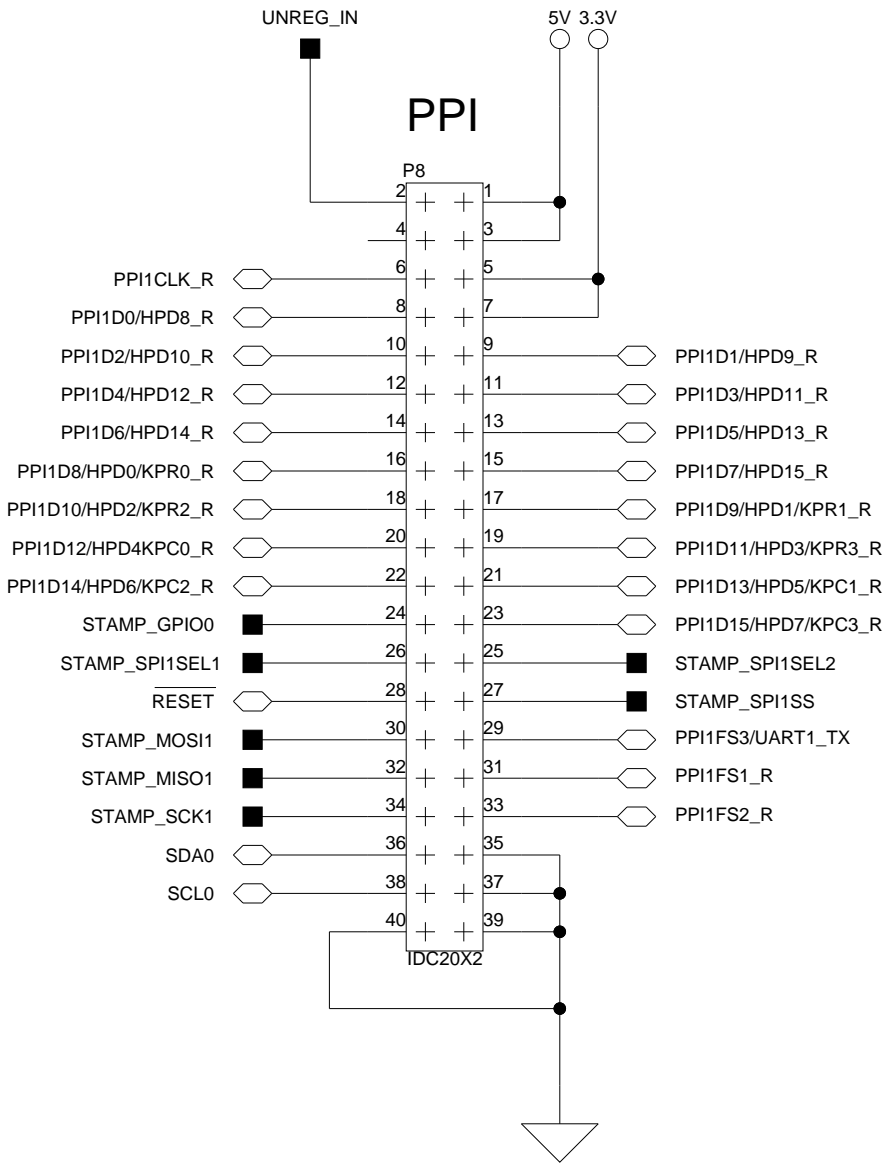 UNREG_IN 5V 3.3V
PPI
P8
2 1
4 3
PPI1CLK_R 6 5
PPI1D0/HPD8_R 8 7
PPI1D2/HPD10_R 10 9 PPI1D1/HPD9_R
PPI1D4/HPD12_R 12 11 PPI1D3/HPD11_R
PPI1D6/HPD14_R 14 13 PPI1D5/HPD13_R
PPI1D8/HPD0/KPR0_R 16 15 PPI1D7/HPD15_R
PPI1D10/HPD2/KPR2_R 18 17 PPI1D9/HPD1/KPR1_R
PPI1D12/HPD4KPC0_R 20 19 PPI1D11/HPD3/KPR3_R
PPI1D14/HPD6/KPC2_R 22 21 PPI1D13/HPD5/KPC1_R
STAMP_GPIO0 24 23 PPI1D15/HPD7/KPC3_R
STAMP_SPI1SEL1 26 25 STAMP_SPI1SEL2
RESET 28 27 STAMP_SPI1SS
STAMP_MOSI1 30 29 PPI1FS3/UART1_TX
STAMP_MISO1 32 31 PPI1FS1_R
STAMP_SCK1 34 33 PPI1FS2_R
SDA0 36 35
SCL0 38 37
40 39
IDC20X2